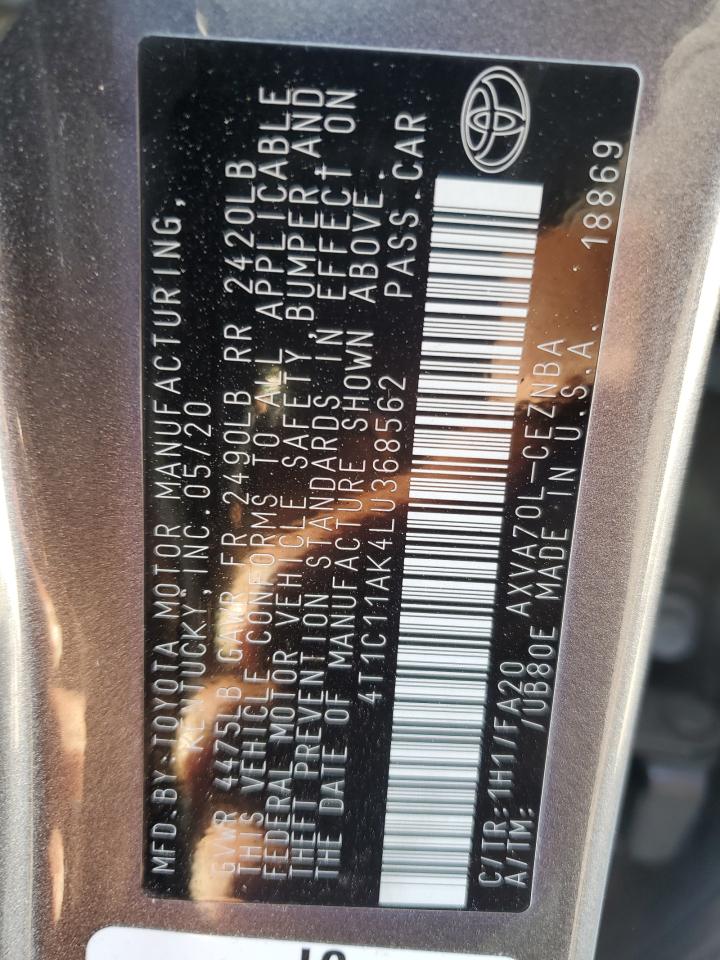 MFD.BY:TOYOTA MOTOR MANUFACTURING,
KENTUCKY, INC.05/20
GVWR 4475LB GAWR FR 2490LB RR 2420LB
THIS VEHICLE CONFORMS TO ALL APPLICABLE
FEDERAL MOTOR VEHICLE SAFETY, BUMPER AND
THEFT PREVENTION STANDARDS IN EFFECT ON
THE DATE OF MANUFACTURE SHOWN ABOVE.
4T1C11AK4LU368562 PASS.CAR
C/TR:1H1/FA20 AXVA70L-CEZNBA
A/TM: /UB80E MADE IN U.S.A. 18869